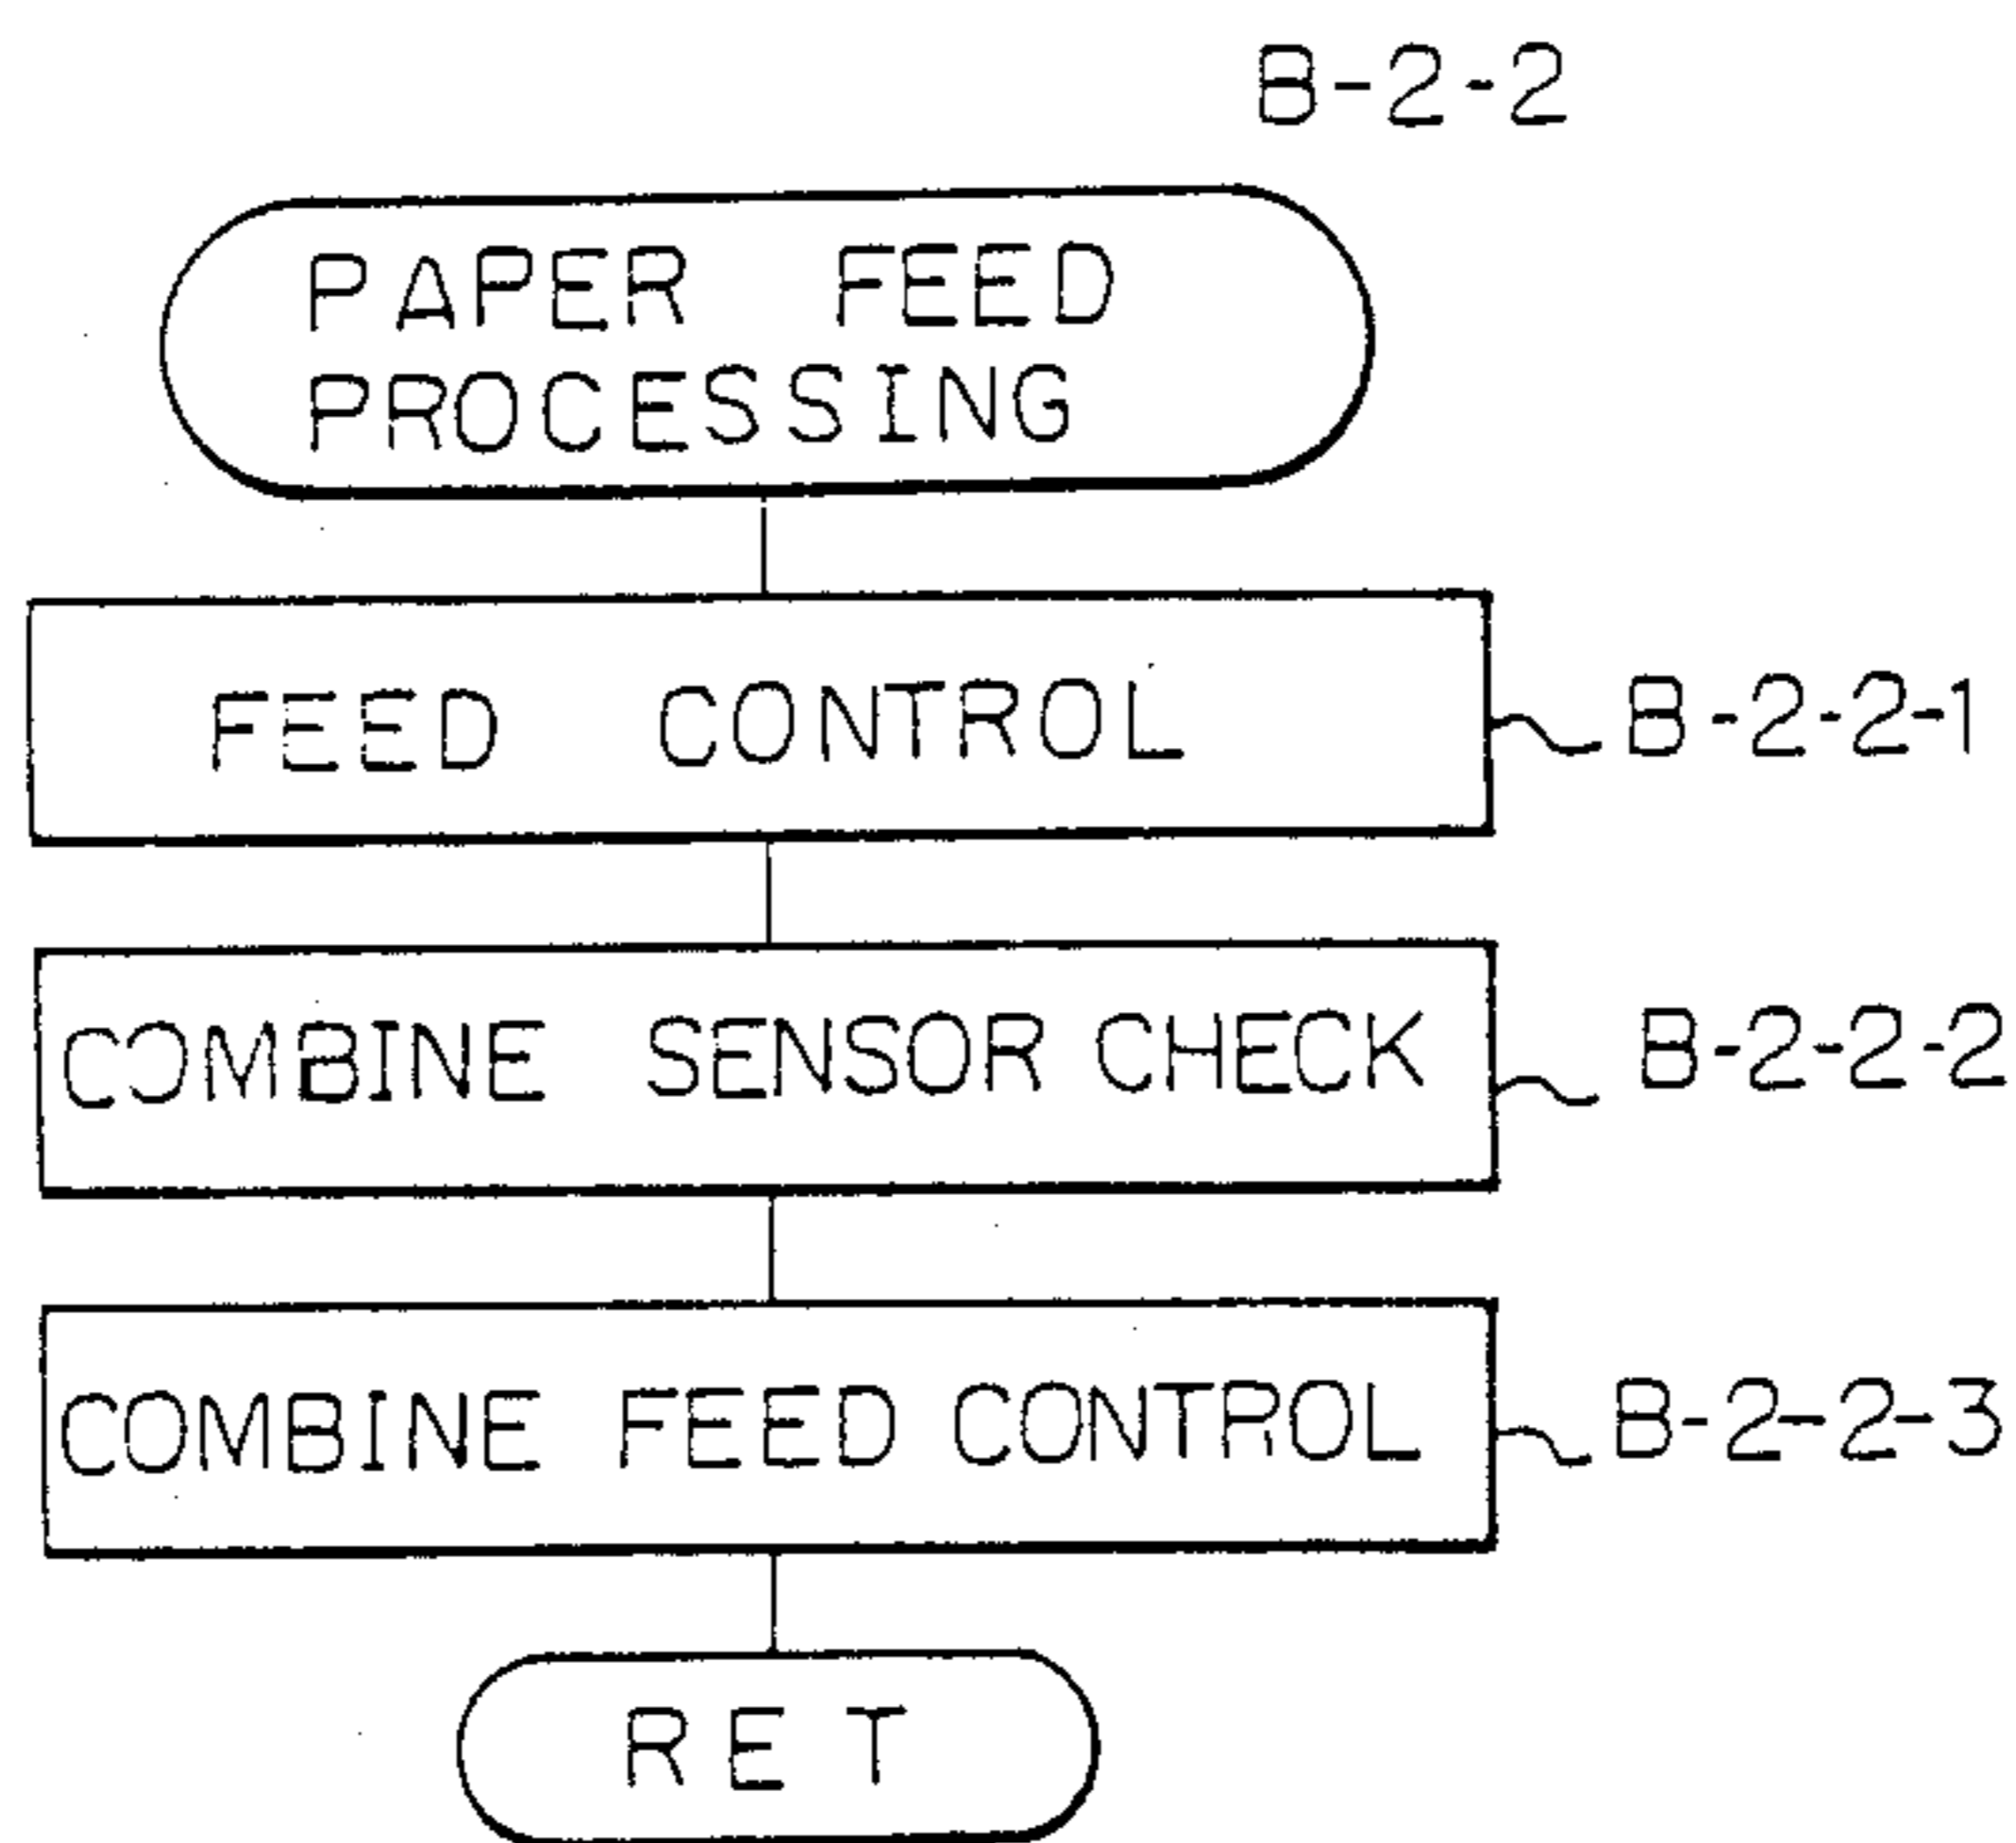 B-2-2
PAPER FEED
PROCESSING
FEED CONTROL
B-2-2-1
COMBINE SENSOR CHECK
B-2-2-2
COMBINE FEED CONTROL
B-2-2-3
RET